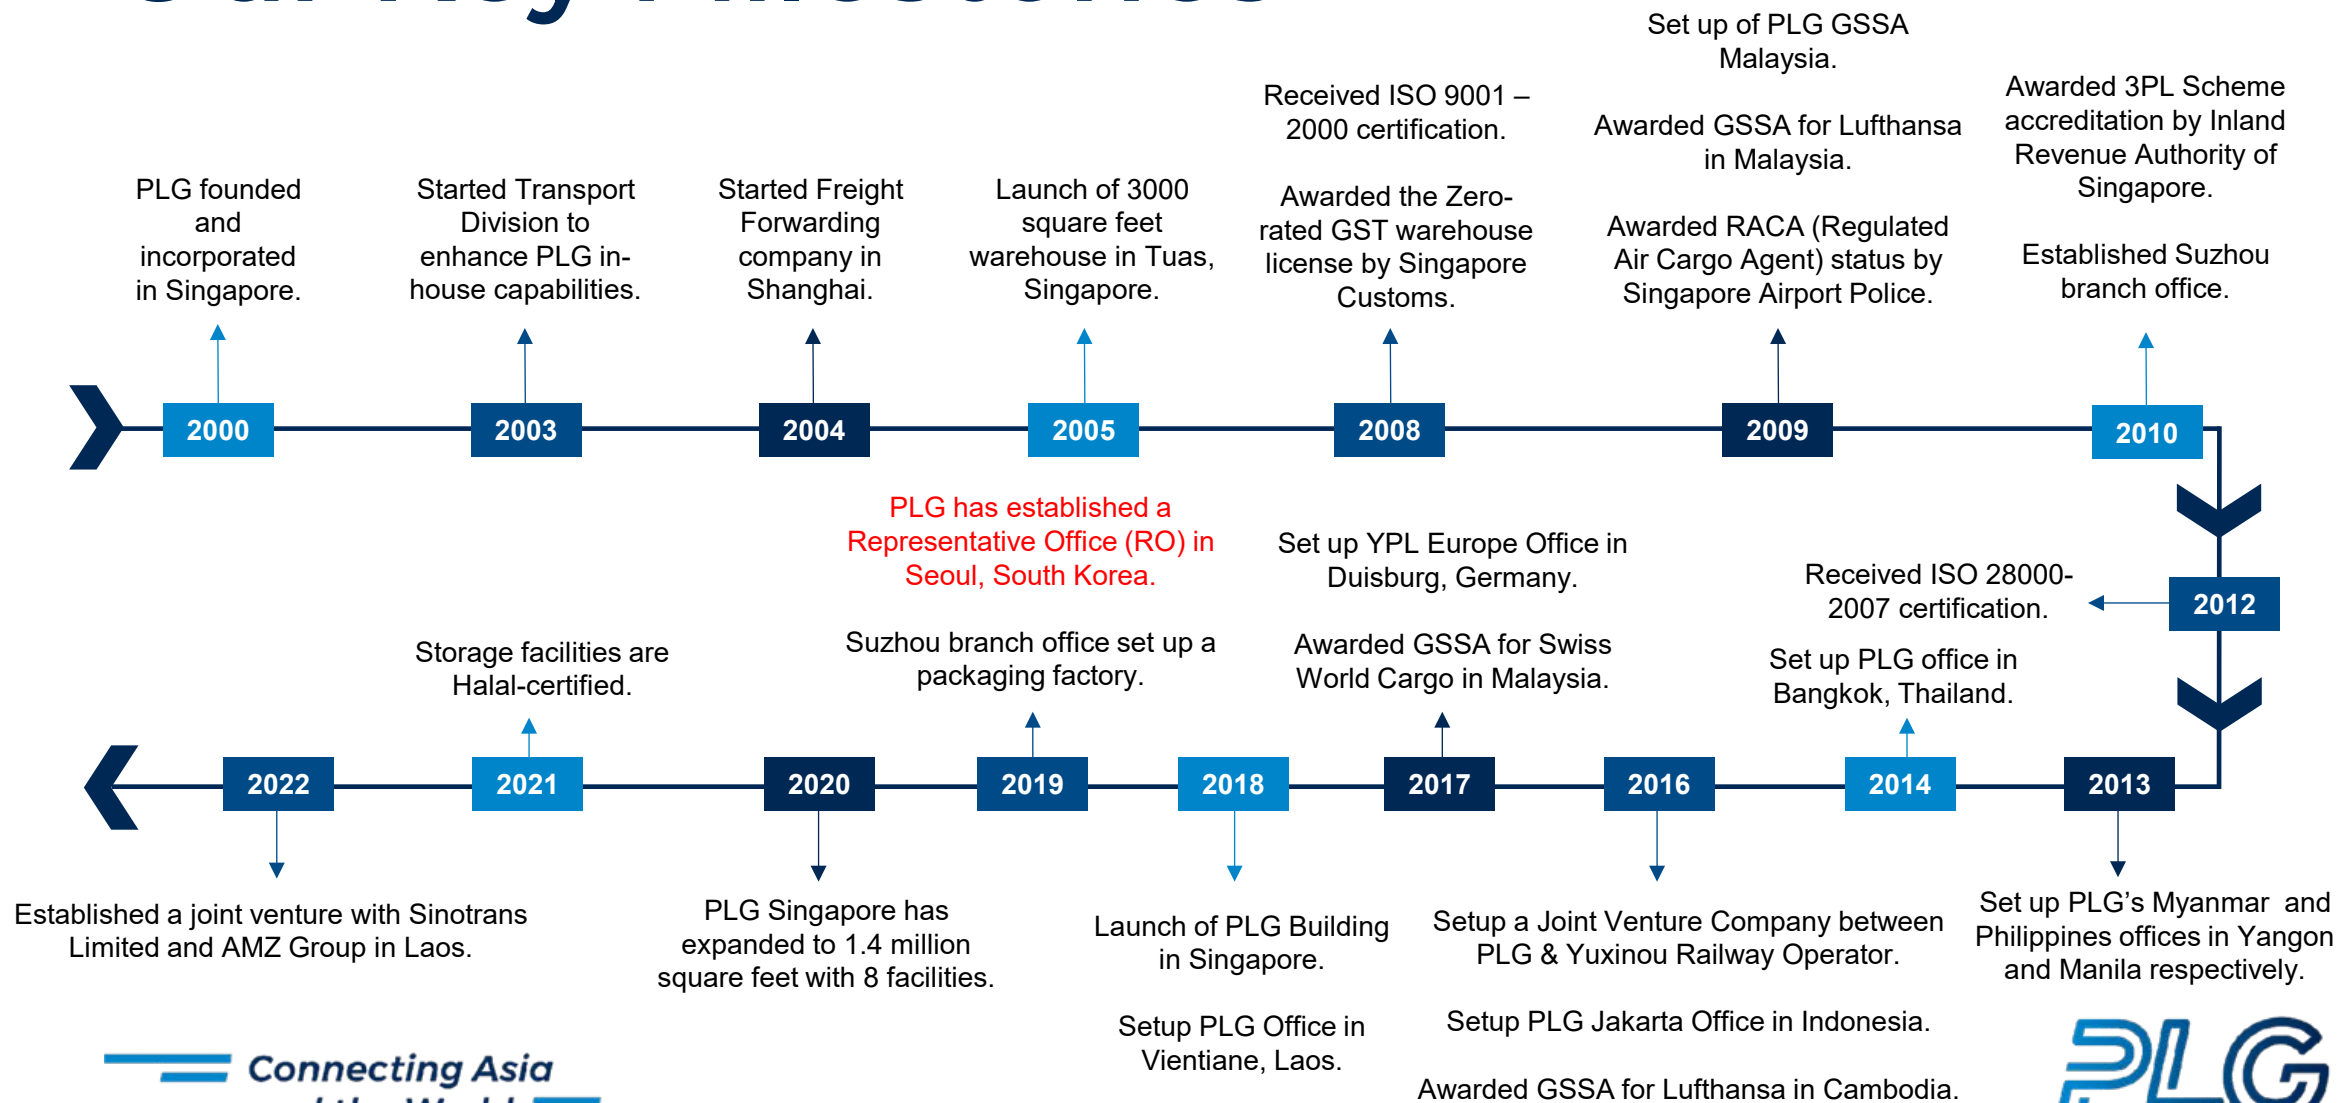 Our Key Milestones
Set up of PLG GSSA
Malaysia.
Awarded GSSA for Lufthansa
in Malaysia.
Awarded RACA (Regulated
Air Cargo Agent) status by
Singapore Airport Police.
Received ISO 9001 –
2000 certification.
Awarded the Zero-
rated GST warehouse
license by Singapore
Customs.
Awarded 3PL Scheme
accreditation by Inland
Revenue Authority of
Singapore.
Established Suzhou
branch office.
PLG founded
and
incorporated
in Singapore.
Started Transport
Division to
enhance PLG in-
house capabilities.
Started Freight
Forwarding
company in
Shanghai.
Launch of 3000
square feet
warehouse in Tuas,
Singapore.
2000
2003
2004
2005
2008
2009
2010
PLG has established a
Representative Office (RO) in
Seoul, South Korea.
Suzhou branch office set up a
packaging factory.
Set up YPL Europe Office in
Duisburg, Germany.
Awarded GSSA for Swiss
World Cargo in Malaysia.
Received ISO 28000-
2007 certification.
2012
Set up PLG office in
Bangkok, Thailand.
Storage facilities are
Halal-certified.
2022
2021
2020
2019
2018
2017
2016
2014
2013
Established a joint venture with Sinotrans
Limited and AMZ Group in Laos.
PLG Singapore has
expanded to 1.4 million
square feet with 8 facilities.
Launch of PLG Building
in Singapore.
Setup PLG Office in
Vientiane, Laos.
Setup a Joint Venture Company between
PLG & Yuxinou Railway Operator.
Setup PLG Jakarta Office in Indonesia.
Awarded GSSA for Lufthansa in Cambodia.
Set up PLG’s Myanmar  and
Philippines offices in Yangon
and Manila respectively.
Connecting Asia
and the World
PLG